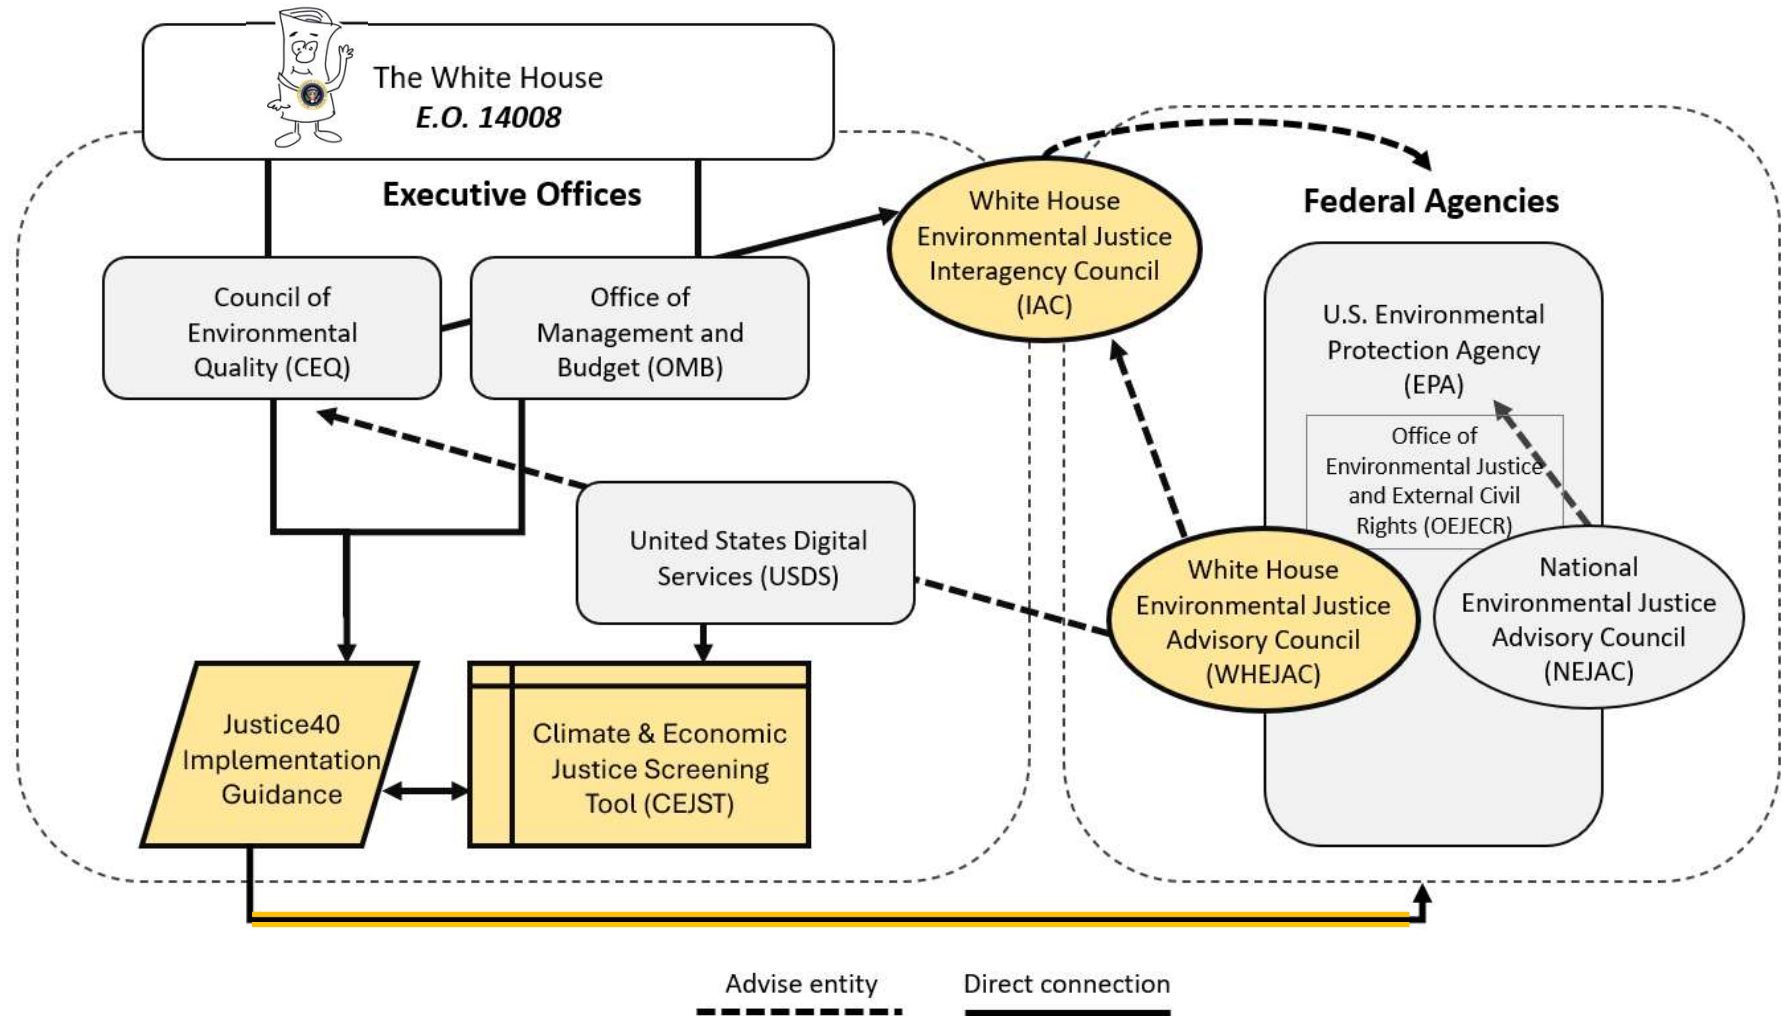 The White House
E.O. 14008
Executive Offices
Council of
Environmental
Quality (CEQ)
Office of
Management and
Budget (OMB)
White House
Environmental Justice
Interagency Council
(IAC)
Federal Agencies
U.S. Environmental
Protection Agency
(EPA)
Office of
Environmental Justice
and External Civil
Rights (OEJECR)
United States Digital
Services (USDS)
White House
Environmental Justice
Advisory Council
(WHEJAC)
National
Environmental Justice
Advisory Council
(NEJAC)
Justice40
Implementation
Guidance
Climate & Economic
Justice Screening
Tool (CEJST)
Advise entity
Direct connection